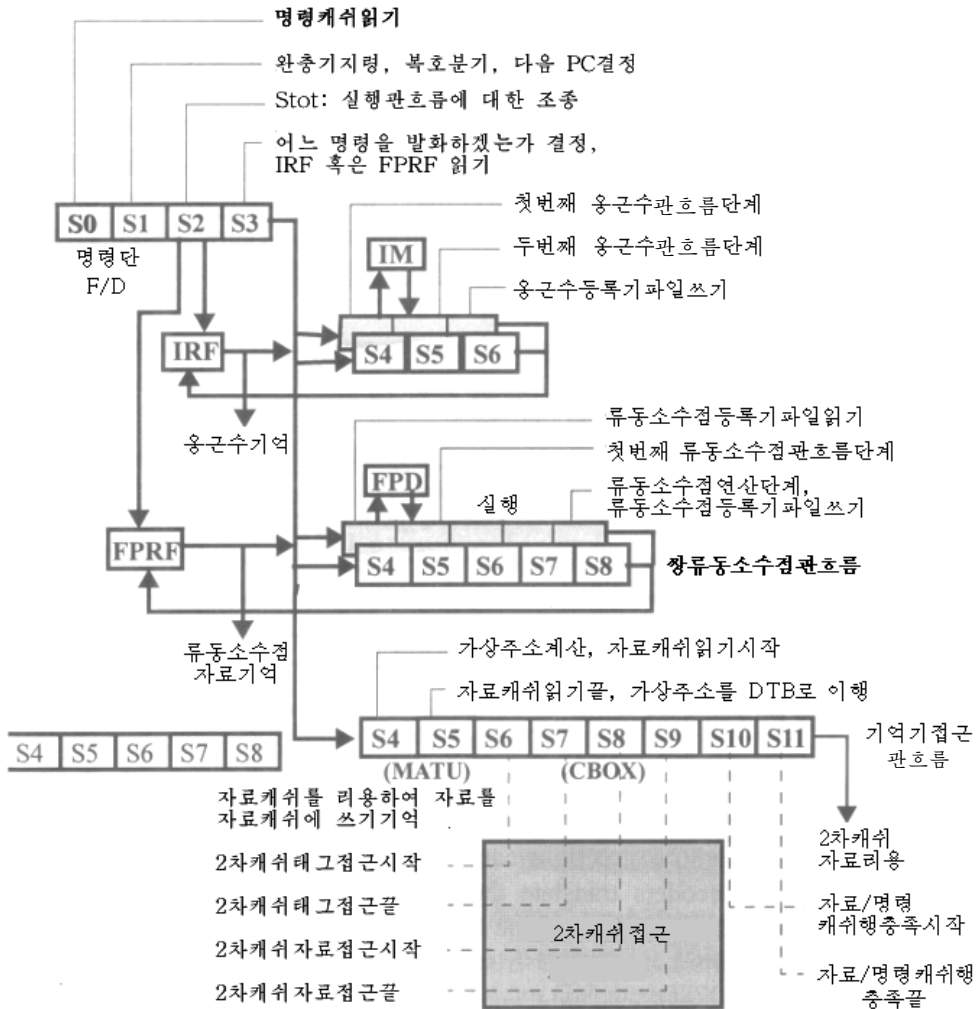 명령캐쉬읽기
완충기지령, 복호분기, 다음 PC결정
Stot: 실행관흐름에 대한 조종
어느 명령을 발화하겠는가 결정,
IRF 혹은 FPRF 읽기
S0 S1 S2 S3
명령단
F/D
첫번째 옹근수관흐름단계
두번째 옹근수관흐름단계
옹근수등록기파일쓰기
IM
IRF
S4 S5 S6
옹근수기억
류동소수점등록기파일읽기
첫번째 류동소수점관흐름단계
류동소수점연산단계,
류동소수점등록기파일쓰기
FPD
실행
FPRF
S4 S5 S6 S7 S8
쌍류동소수점관흐름
류동소수점
자료기억
가상주소계산, 자료캐쉬읽기시작
자료캐쉬읽기끝, 가상주소를 DTB로 이행
S4 S5 S6 S7 S8
S4 S5 S6 S7 S8 S9 S10 S11
기억기접근
관흐름
(MATU)
(CBOX)
자료캐쉬를 리용하여 자료를
자료캐쉬에 쓰기기억
2차캐쉬태그접근시작
2차캐쉬태그접근끝
2차캐쉬자료접근시작
2차캐쉬자료접근끝
2차캐쉬접근
2차캐쉬
자료리용
자료/명령
캐쉬행충족시작
자료/명령캐쉬행
충족끝